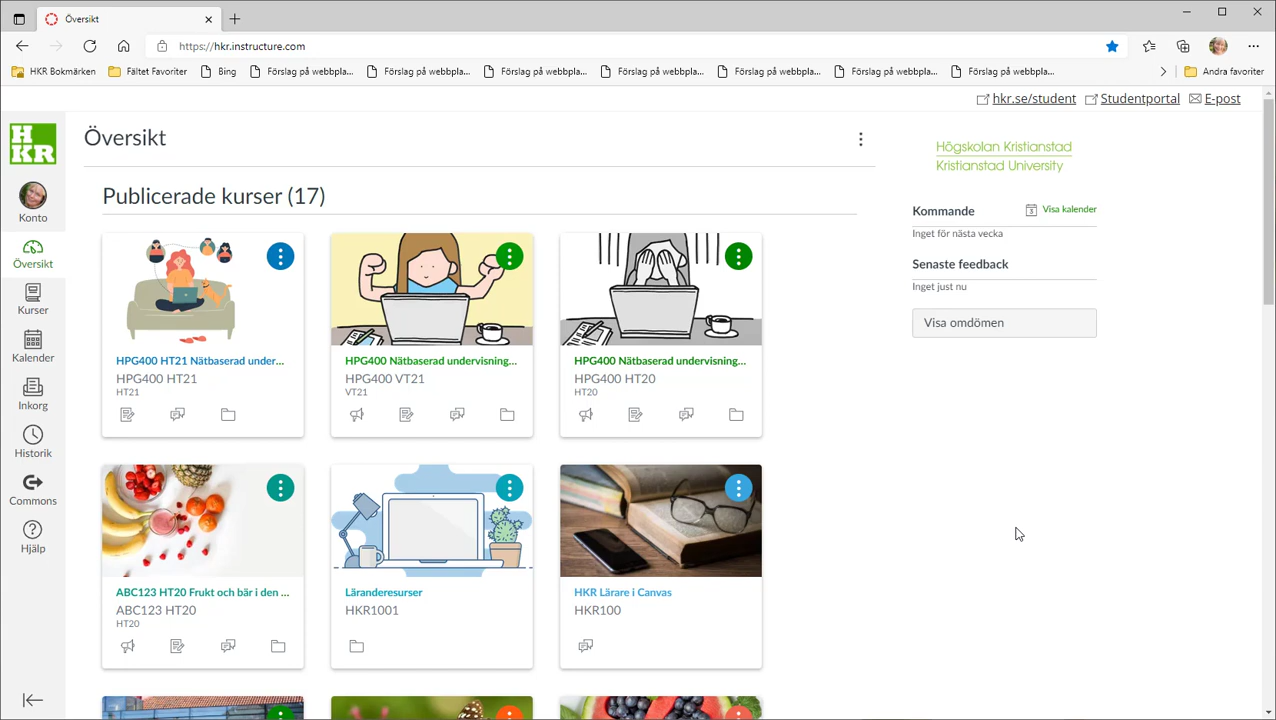 Översikt
https://hkr.instructure.com
HKR Bokmärken
Fältet Favoriter
Bing
Förslag på webbpla...
Förslag på webbpla...
Förslag på webbpla...
Förslag på webbpla...
Förslag på webbpla...
Förslag på webbpla...
Förslag på webbpla...
Andra favoriter
hkr.se/student
Studentportal
E-post
H
KR
Konto
Översikt
Kurser
Kalender
Inkorg
Historik
Commons
Hjälp
Översikt
Publicerade kurser (17)
HPG400 HT21 Nätbaserad under...
HPG400 HT21
HT21
HPG400 Nätbaserad undervisning...
HPG400 VT21
VT21
HPG400 Nätbaserad undervisning...
HPG400 HT20
HT20
ABC123 HT20 Frukt och bär i den ...
ABC123 HT20
HT20
Läranderesurser
HKR1001
HKR Lärare i Canvas
HKR100
Högskolan Kristianstad
Kristianstad University
Kommande
3
Visa kalender
Inget för nästa vecka
Senaste feedback
Inget just nu
Visa omdömen